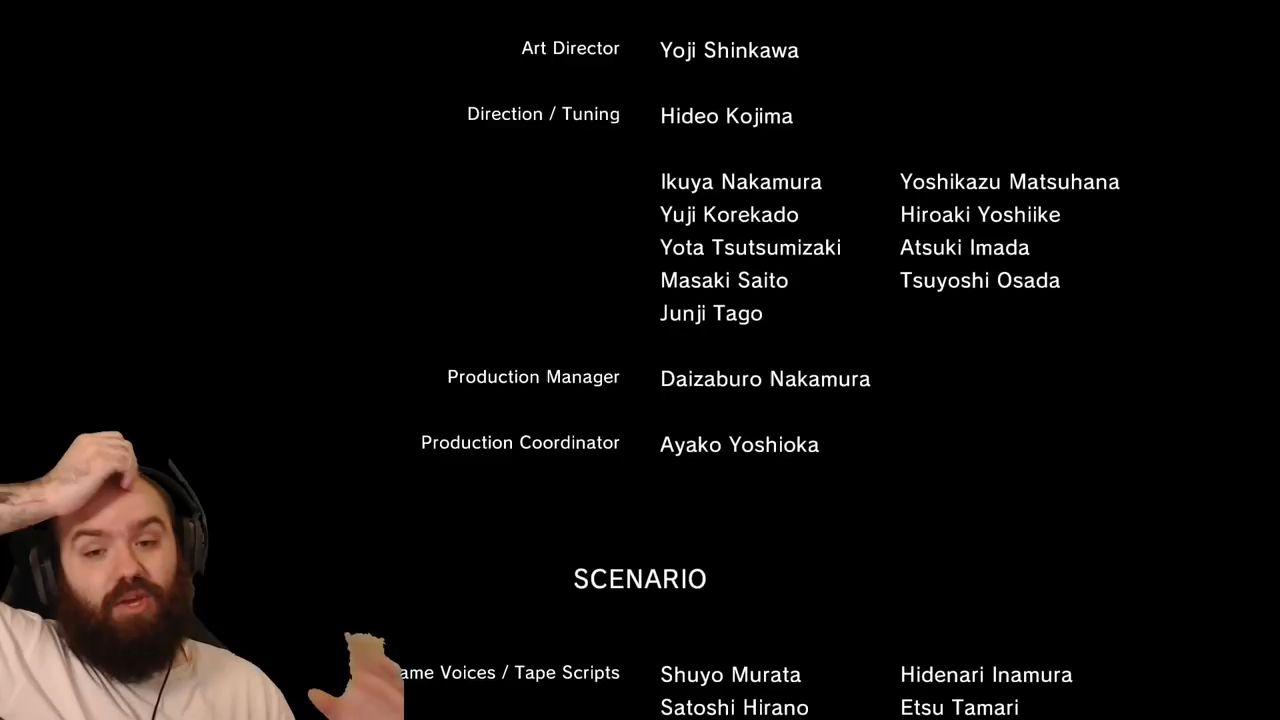 Art Director Yoji Shinkawa
Direction / Tuning Hideo Kojima
Ikuya Nakamura Yoshikazu Matsuhana
Yuji Korekado Hiroaki Yoshiike
Yota Tsutsumizaki Atsuki Imada
Masaki Saito Tsuyoshi Osada
Junji Tago
Production Manager Daizaburo Nakamura
Production Coordinator Ayako Yoshioka
SCENARIO
ame Voices / Tape Scripts Shuyo Murata Hidenari Inamura
Satoshi Hirano Etsu Tamari